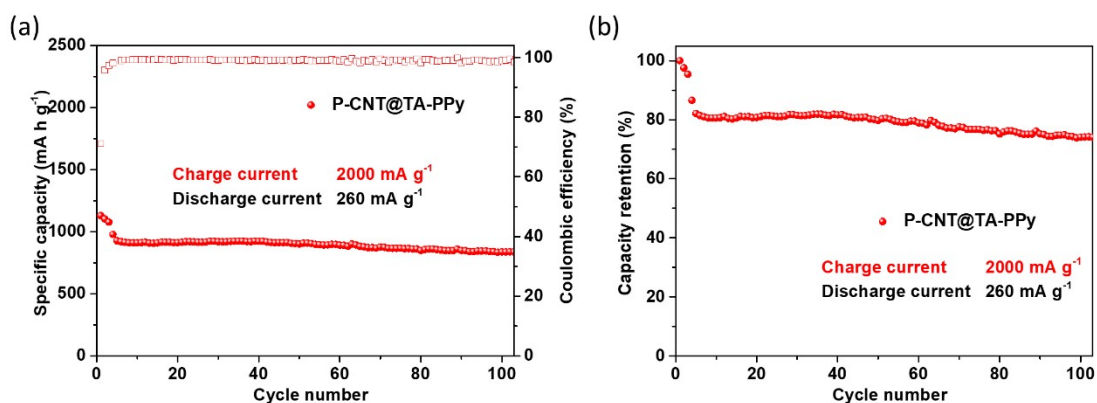 (a)
2500
2000
1500
1000
500
0
Specific capacity (mA h g⁻¹)
P-CNT@TA-PPy
Charge current 2000 mA g⁻¹
Discharge current 260 mA g⁻¹
100
80
60
40
20
0
Coulombic efficiency (%)
0 20 40 60 80 100
Cycle number
(b)
100
80
60
40
20
0
Capacity retention (%)
P-CNT@TA-PPy
Charge current 2000 mA g⁻¹
Discharge current 260 mA g⁻¹
0 20 40 60 80 100
Cycle number